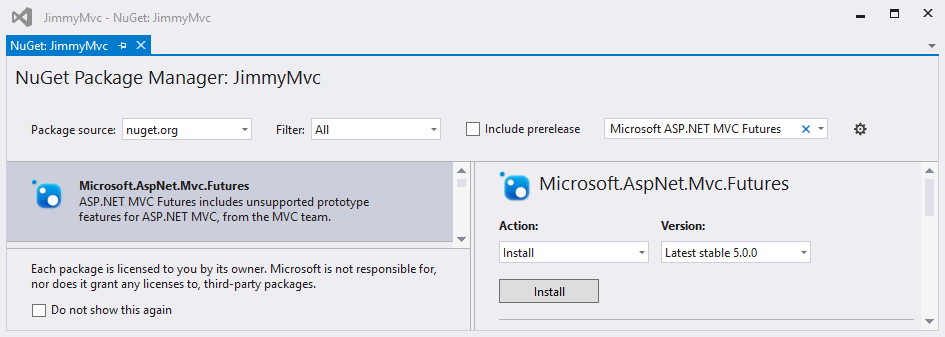 JimmyMvc - NuGet: JimmyMvc
NuGet: JimmyMvc
NuGet Package Manager: JimmyMvc
Package source: nuget.org Filter: All Include prerelease Microsoft ASP.NET MVC Futures
Microsoft.AspNet.Mvc.Futures
ASP.NET MVC Futures includes unsupported prototype
features for ASP.NET MVC, from the MVC team.
Each package is licensed to you by its owner. Microsoft is not responsible for,
nor does it grant any licenses to, third-party packages.
Do not show this again
Microsoft.AspNet.Mvc.Futures
Action: Version:
Install Latest stable 5.0.0
Install